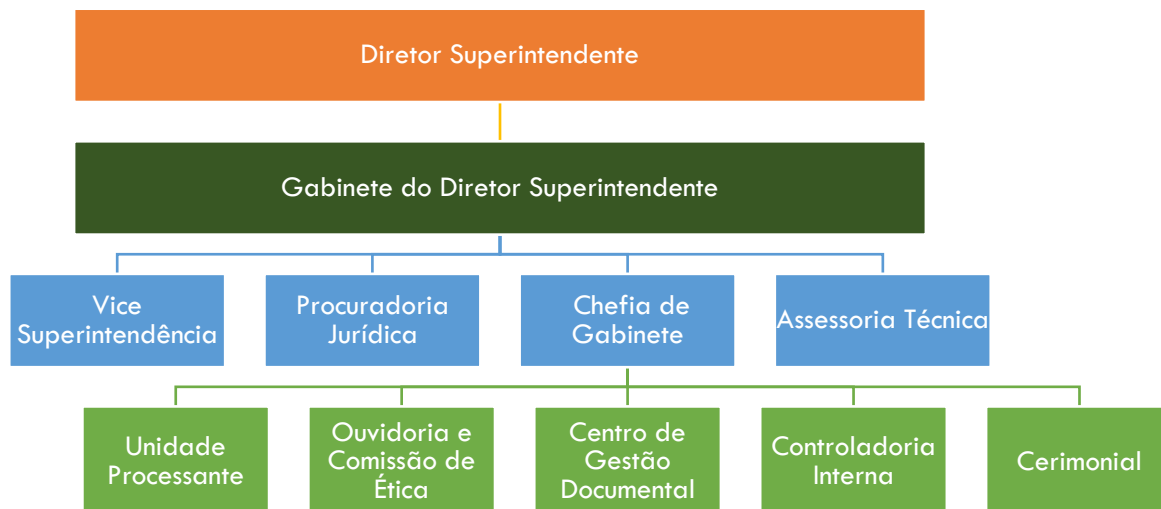 Diretor Superintendente
Gabinete do Diretor Superintendente
Vice
Superintendência
Procuradoria
Jurídica
Chefia de
Gabinete
Assessoria Técnica
Unidade
Processante
Ouvidoria e
Comissão de
Ética
Centro de
Gestão
Documental
Controladoria
Interna
Cerimonial